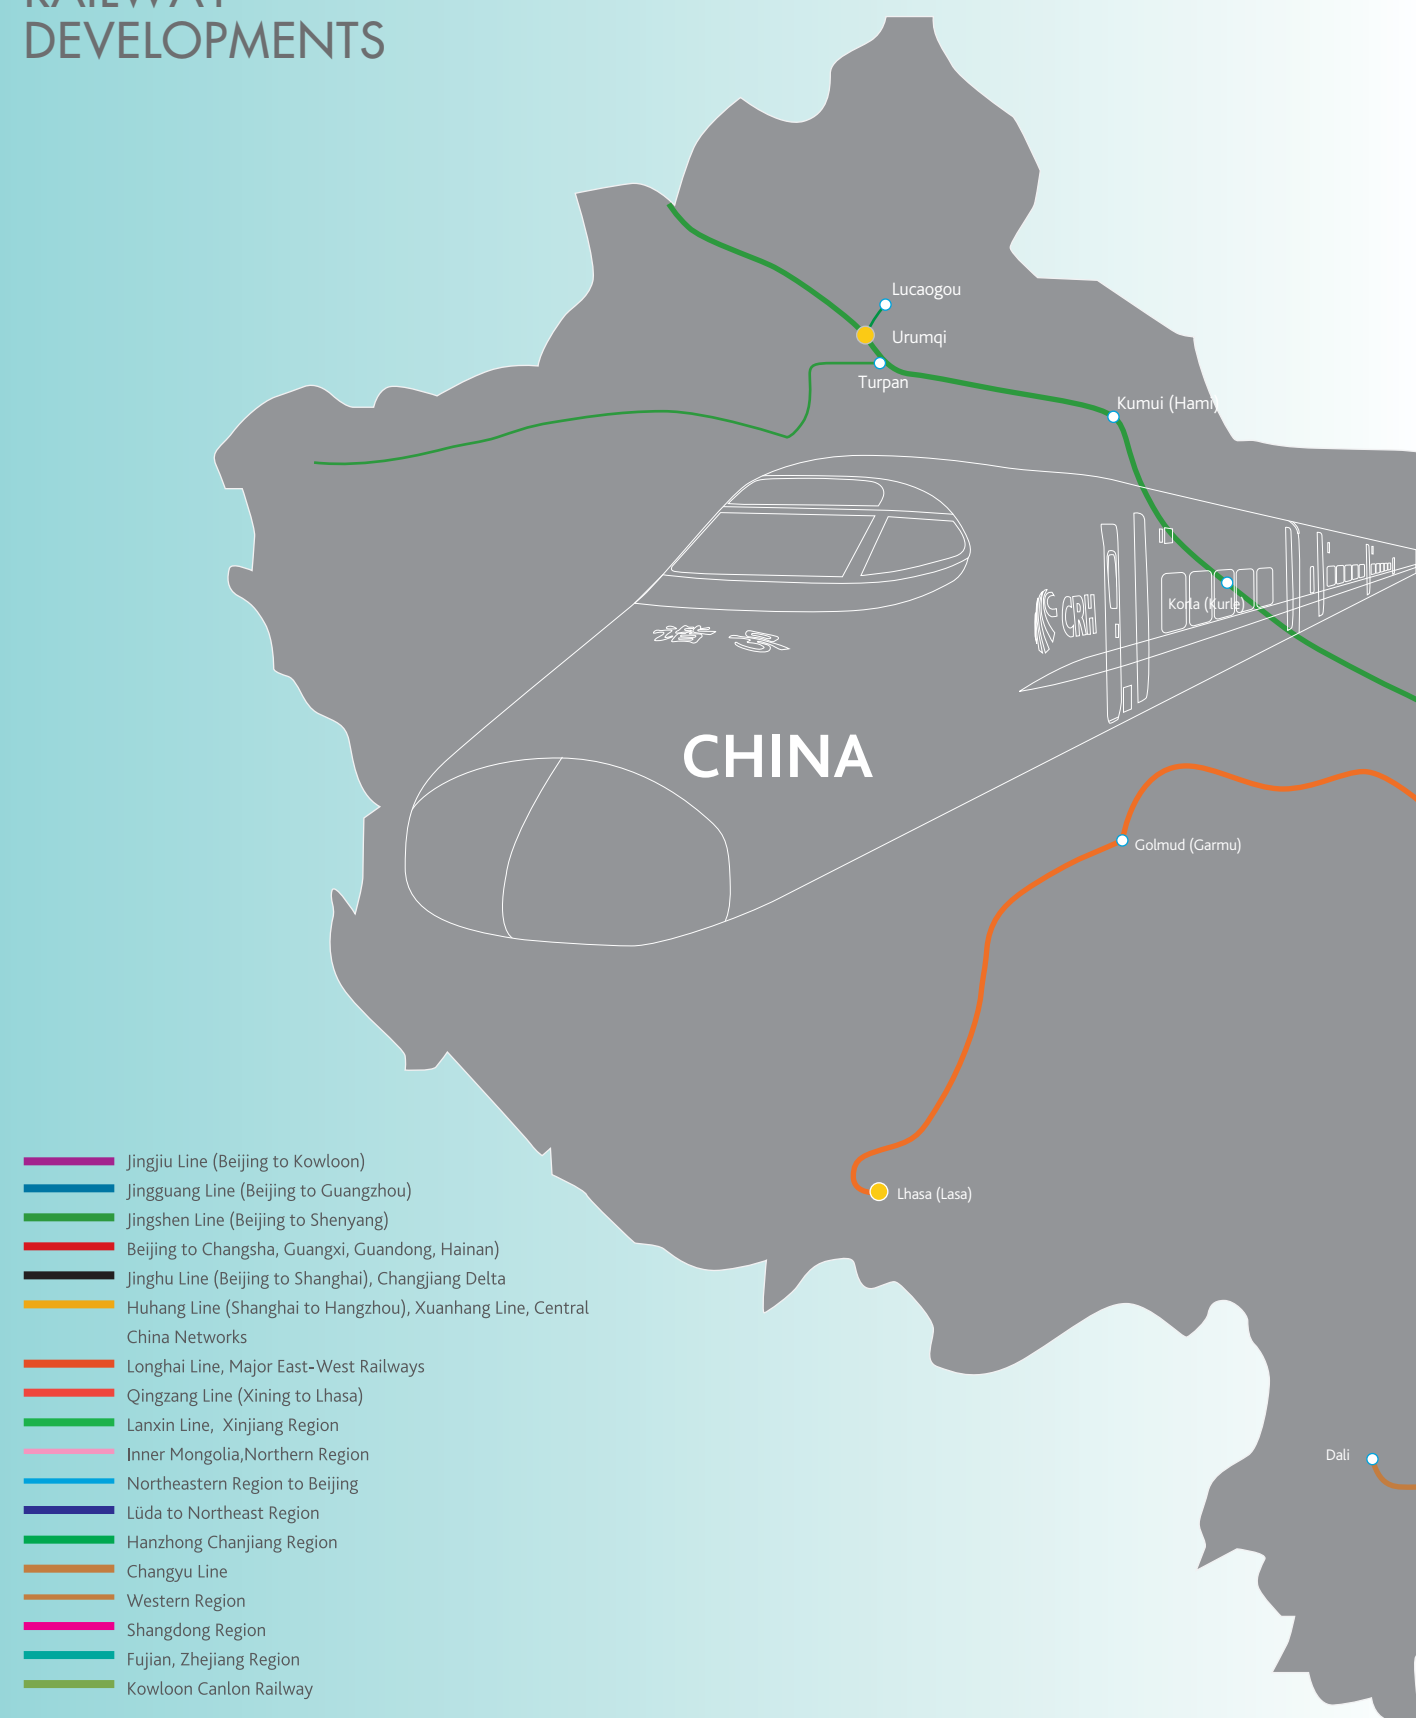 RAILWAY
DEVELOPMENTS
Lucaogou
Urumqi
Turpan
Kumui (Hami)
Korla (Kurle)
CRH
CHINA
Golmud (Garmu)
Lhasa (Lasa)
Dali
Jingjiu Line (Beijing to Kowloon)
Jingguang Line (Beijing to Guangzhou)
Jingshen Line (Beijing to Shenyang)
Beijing to Changsha, Guangxi, Guandong, Hainan)
Jinghu Line (Beijing to Shanghai), Changjiang Delta
Huhang Line (Shanghai to Hangzhou), Xuanhang Line, Central
China Networks
Longhai Line, Major East-West Railways
Qingzang Line (Xining to Lhasa)
Lanxin Line, Xinjiang Region
Inner Mongolia,Northern Region
Northeastern Region to Beijing
Lüda to Northeast Region
Hanzhong Chanjiang Region
Changyu Line
Western Region
Shangdong Region
Fujian, Zhejiang Region
Kowloon Canlon Railway